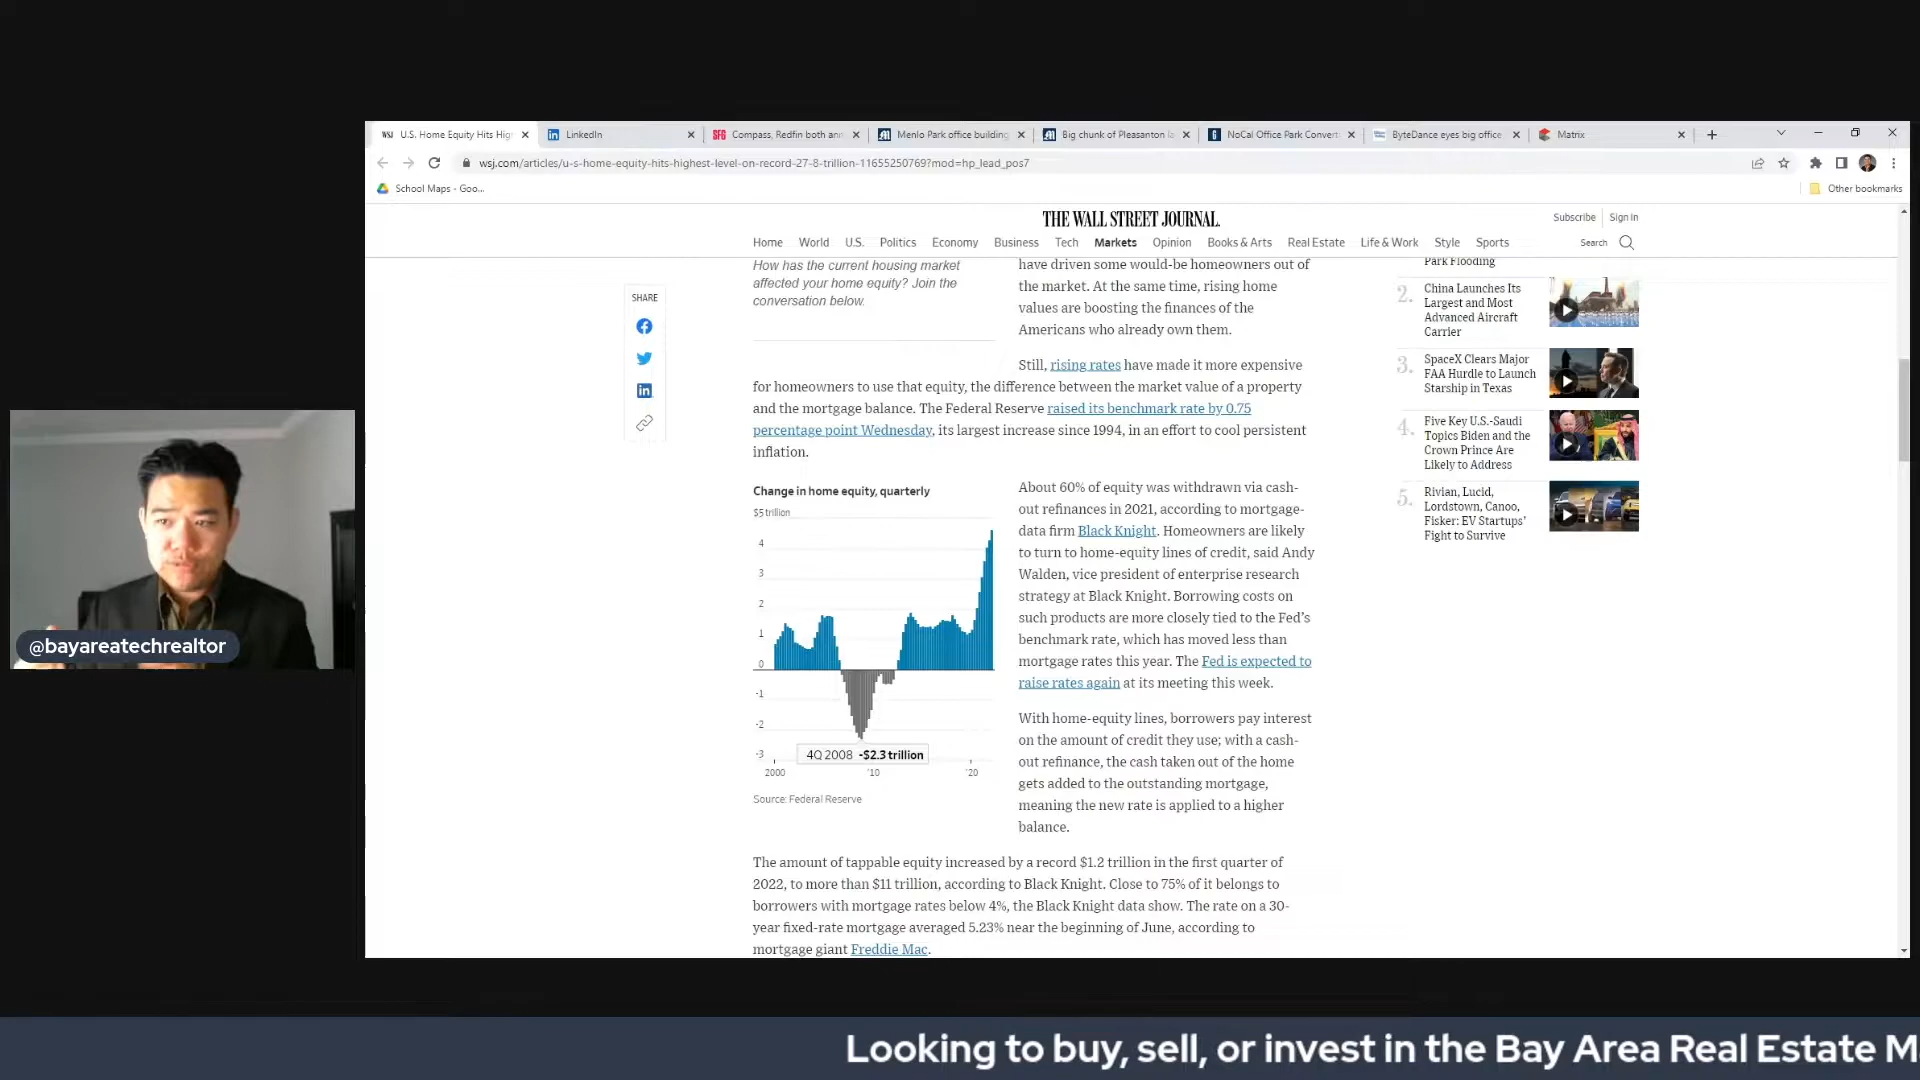 U.S. Home Equity Hits Hig
LinkedIn
Compass, Redfin both ann
Menlo Park office building
Big chunk of Pleasanton
NoCal Office Park Convert
ByteDance eyes big office
Matrix
wsj.com/articles/u-s-home-equity-hits-highest-level-on-record-27-8-trillion-11655250769?mod=hp_lead_pos7
School Maps - Goo...
Other bookmarks
THE WALL STREET JOURNAL.
Subscribe
Sign In
Home World U.S. Politics Economy Business Tech Markets Opinion Books & Arts Real Estate Life & Work Style Sports
Search
SHARE
How has the current housing market
affected your home equity? Join the
conversation below.
have driven some would-be homeowners out of
the market. At the same time, rising home
values are boosting the finances of the
Americans who already own them.
Still, rising rates have made it more expensive
for homeowners to use that equity, the difference between the market value of a property
and the mortgage balance. The Federal Reserve raised its benchmark rate by 0.75
percentage point Wednesday, its largest increase since 1994, in an effort to cool persistent
inflation.
Change in home equity, quarterly
$5 trillion
4
3
2
1
0
-1
-2
-3
4Q 2008 -$2.3 trillion
2000 '10 '20
Source: Federal Reserve
About 60% of equity was withdrawn via cash-
out refinances in 2021, according to mortgage-
data firm Black Knight. Homeowners are likely
to turn to home-equity lines of credit, said Andy
Walden, vice president of enterprise research
strategy at Black Knight. Borrowing costs on
such products are more closely tied to the Fed's
benchmark rate, which has moved less than
mortgage rates this year. The Fed is expected to
raise rates again at its meeting this week.
With home-equity lines, borrowers pay interest
on the amount of credit they use; with a cash-
out refinance, the cash taken out of the home
gets added to the outstanding mortgage,
meaning the new rate is applied to a higher
balance.
The amount of tappable equity increased by a record $1.2 trillion in the first quarter of
2022, to more than $11 trillion, according to Black Knight. Close to 75% of it belongs to
borrowers with mortgage rates below 4%, the Black Knight data show. The rate on a 30-
year fixed-rate mortgage averaged 5.23% near the beginning of June, according to
mortgage giant Freddie Mac.
Park Flooding
2. China Launches Its
Largest and Most
Advanced Aircraft
Carrier
3. SpaceX Clears Major
FAA Hurdle to Launch
Starship in Texas
4. Five Key U.S.-Saudi
Topics Biden and the
Crown Prince Are
Likely to Address
5. Rivian, Lucid,
Lordstown, Canoo,
Fisker: EV Startups'
Fight to Survive
@bayareatechrealtor
Looking to buy, sell, or invest in the Bay Area Real Estate M